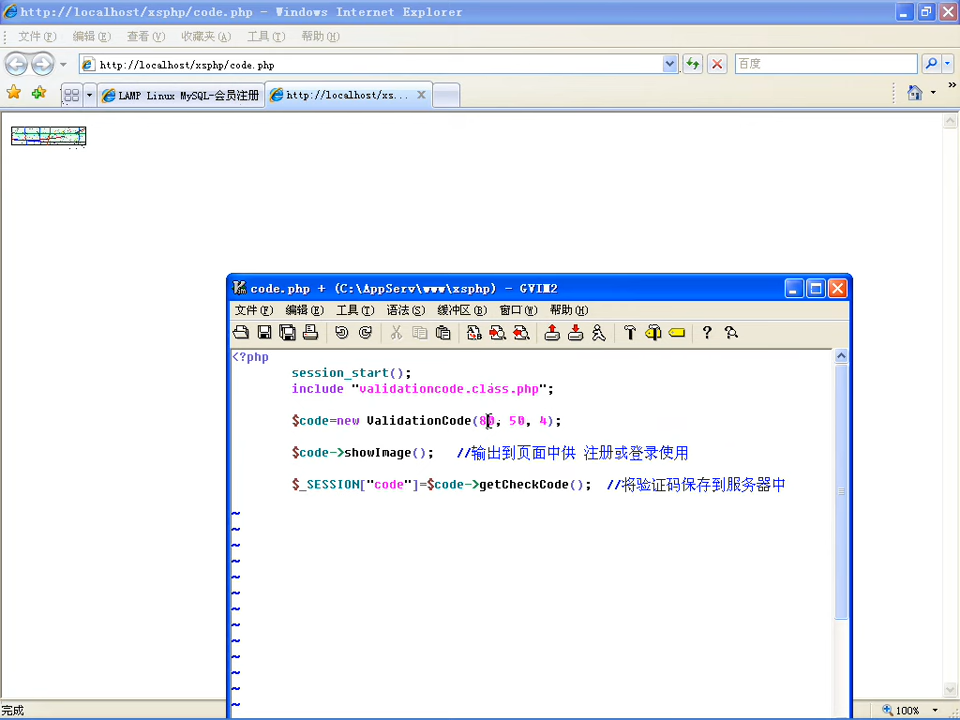 http://localhost/xsphp/code.php - Windows Internet Explorer
文件(F) 编辑(E) 查看(V) 收藏夹(A) 工具(T) 帮助(H)
http://localhost/xsphp/code.php
百度
LAMP Linux MySQL-会员注册
http://localhost/xs...
code.php + (C:\AppServ\www\xsphp) - GVIM2
文件(F) 编辑(E) 工具(T) 语法(S) 缓冲区(B) 窗口(W) 帮助(H)
<?php
session_start();
include "validationcode.class.php";
$code=new ValidationCode(80, 50, 4);
$code->showImage(); //输出到页面中供 注册或登录使用
$_SESSION["code"]=$code->getCheckCode(); //将验证码保存到服务器中
~
~
~
~
~
~
~
~
~
~
~
~
~
完成
100%